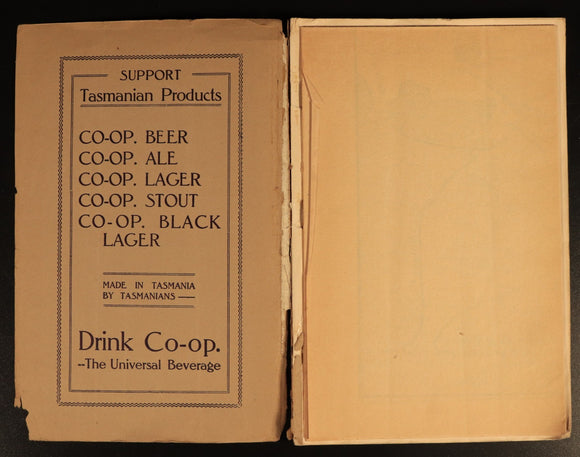 SUPPORT
Tasmanian Products
CO-OP. BEER
CO-OP. ALE
CO-OP. LAGER
CO-OP. STOUT
CO-OP. BLACK
LAGER
MADE IN TASMANIA
BY TASMANIANS —
Drink Co-op.
--The Universal Beverage